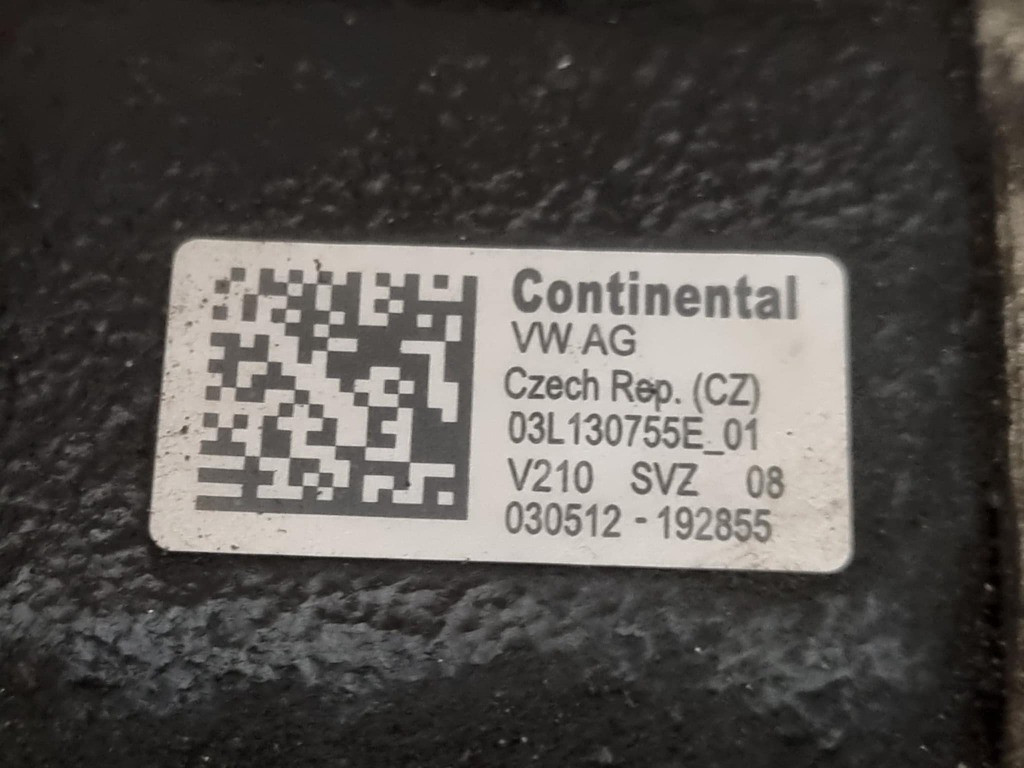 Continental
VW AG
Czech Rep. (CZ)
03L130755E_01
V210 SVZ 08
030512 - 192855